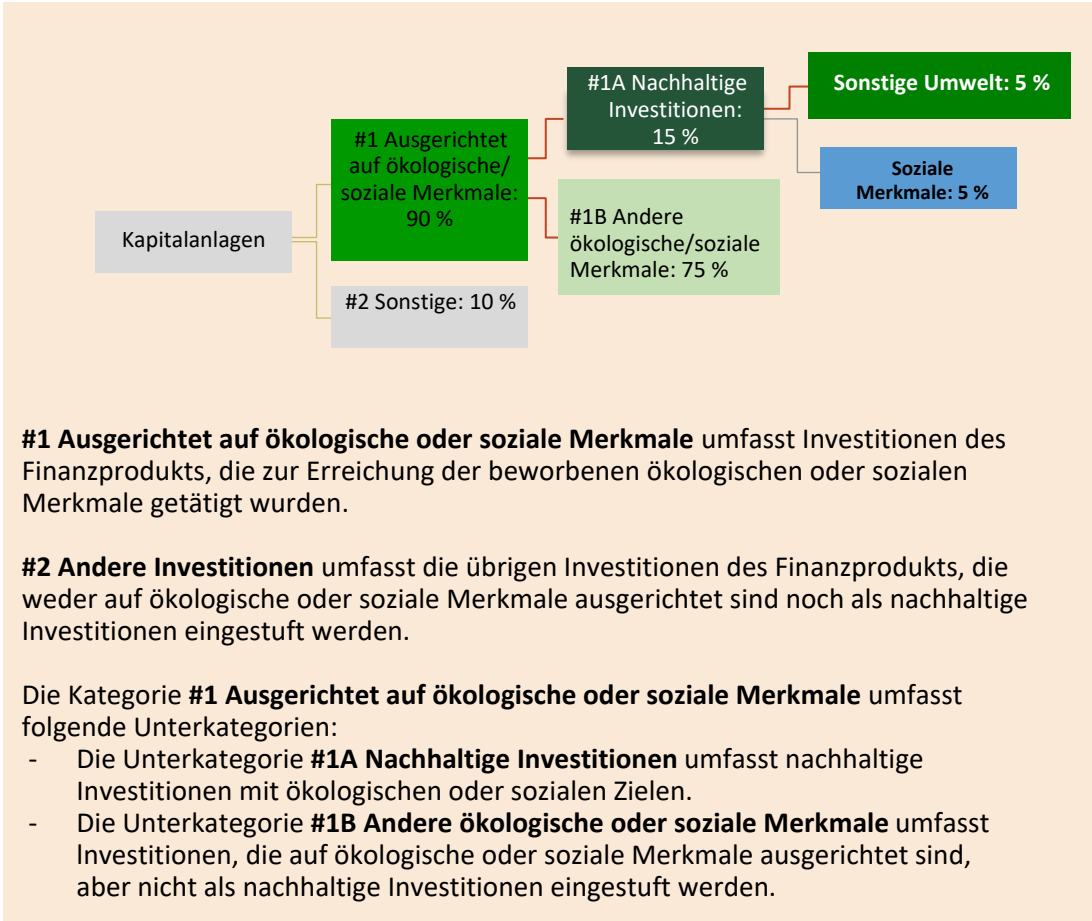 Kapitalanlagen
#1 Ausgerichtet
auf ökologische/
soziale Merkmale:
90 %
#2 Sonstige: 10 %
#1A Nachhaltige
Investitionen:
15 %
#1B Andere
ökologische/soziale
Merkmale: 75 %
Sonstige Umwelt: 5 %
Soziale
Merkmale: 5 %
#1 Ausgerichtet auf ökologische oder soziale Merkmale umfasst Investitionen des
Finanzprodukts, die zur Erreichung der beworbenen ökologischen oder sozialen
Merkmale getätigt wurden.
#2 Andere Investitionen umfasst die übrigen Investitionen des Finanzprodukts, die
weder auf ökologische oder soziale Merkmale ausgerichtet sind noch als nachhaltige
Investitionen eingestuft werden.
Die Kategorie #1 Ausgerichtet auf ökologische oder soziale Merkmale umfasst
folgende Unterkategorien:
- Die Unterkategorie #1A Nachhaltige Investitionen umfasst nachhaltige
Investitionen mit ökologischen oder sozialen Zielen.
- Die Unterkategorie #1B Andere ökologische oder soziale Merkmale umfasst
Investitionen, die auf ökologische oder soziale Merkmale ausgerichtet sind,
aber nicht als nachhaltige Investitionen eingestuft werden.